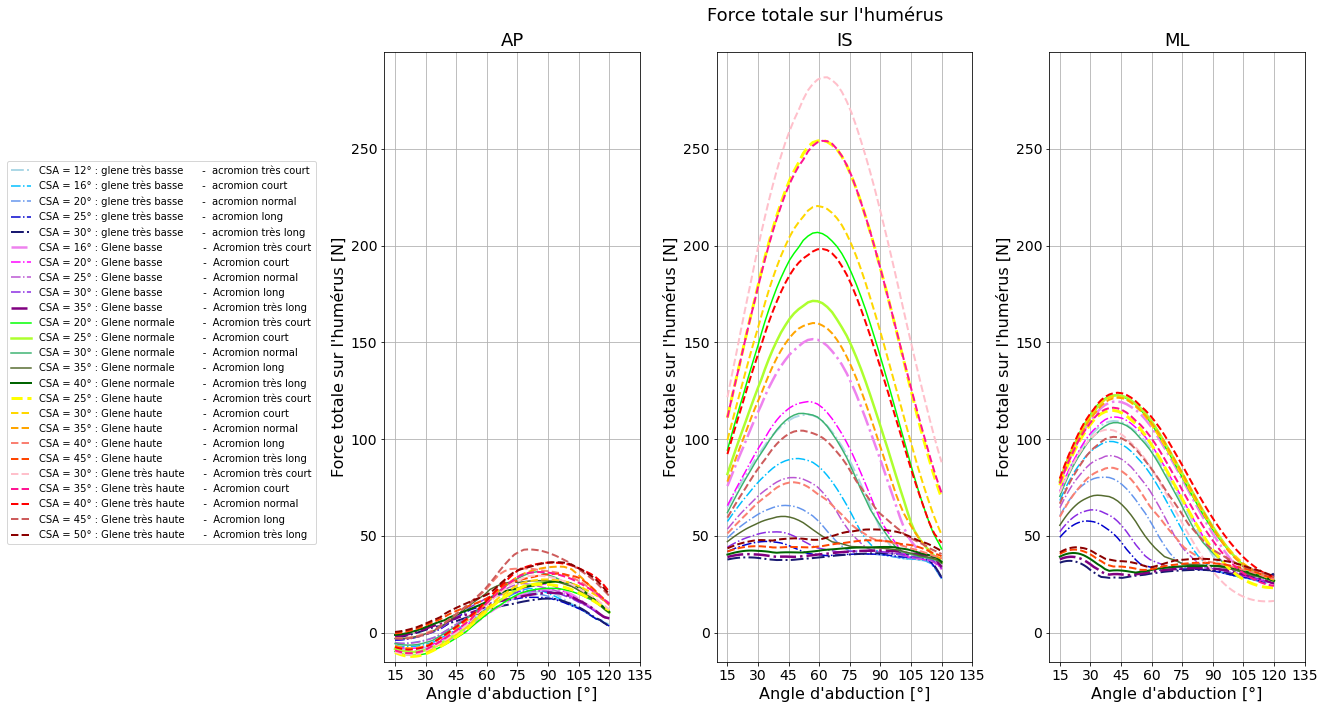 Force totale sur l'humérus
AP
IS
ML
CSA = 12° : glene très basse - acromion très court
CSA = 16° : glene très basse - acromion court
CSA = 20° : glene très basse - acromion normal
CSA = 25° : glene très basse - acromion long
CSA = 30° : glene très basse - acromion très long
CSA = 16° : Glene basse - Acromion très court
CSA = 20° : Glene basse - Acromion court
CSA = 25° : Glene basse - Acromion normal
CSA = 30° : Glene basse - Acromion long
CSA = 35° : Glene basse - Acromion très long
CSA = 20° : Glene normale - Acromion très court
CSA = 25° : Glene normale - Acromion court
CSA = 30° : Glene normale - Acromion normal
CSA = 35° : Glene normale - Acromion long
CSA = 40° : Glene normale - Acromion très long
CSA = 25° : Glene haute - Acromion très court
CSA = 30° : Glene haute - Acromion court
CSA = 35° : Glene haute - Acromion normal
CSA = 40° : Glene haute - Acromion long
CSA = 45° : Glene haute - Acromion très long
CSA = 30° : Glene très haute - Acromion très court
CSA = 35° : Glene très haute - Acromion court
CSA = 40° : Glene très haute - Acromion normal
CSA = 45° : Glene très haute - Acromion long
CSA = 50° : Glene très haute - Acromion très long
Force totale sur l'humérus [N]
250
200
150
100
50
0
15 30 45 60 75 90 105 120 135
Angle d'abduction [°]
Force totale sur l'humérus [N]
250
200
150
100
50
0
15 30 45 60 75 90 105 120 135
Angle d'abduction [°]
Force totale sur l'humérus [N]
250
200
150
100
50
0
15 30 45 60 75 90 105 120 135
Angle d'abduction [°]